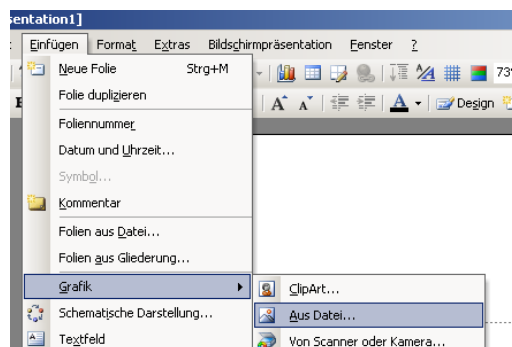 sentation1]
Einfügen Format Extras Bildschirmpräsentation Fenster ?
Neue Folie Strg+M
73%
Folie duplizieren
Design
Foliennummer
Datum und Uhrzeit...
Symbol...
Kommentar
Folien aus Datei...
Folien aus Gliederung...
Grafik
ClipArt...
Schematische Darstellung...
Aus Datei...
Textfeld
Von Scanner oder Kamera...